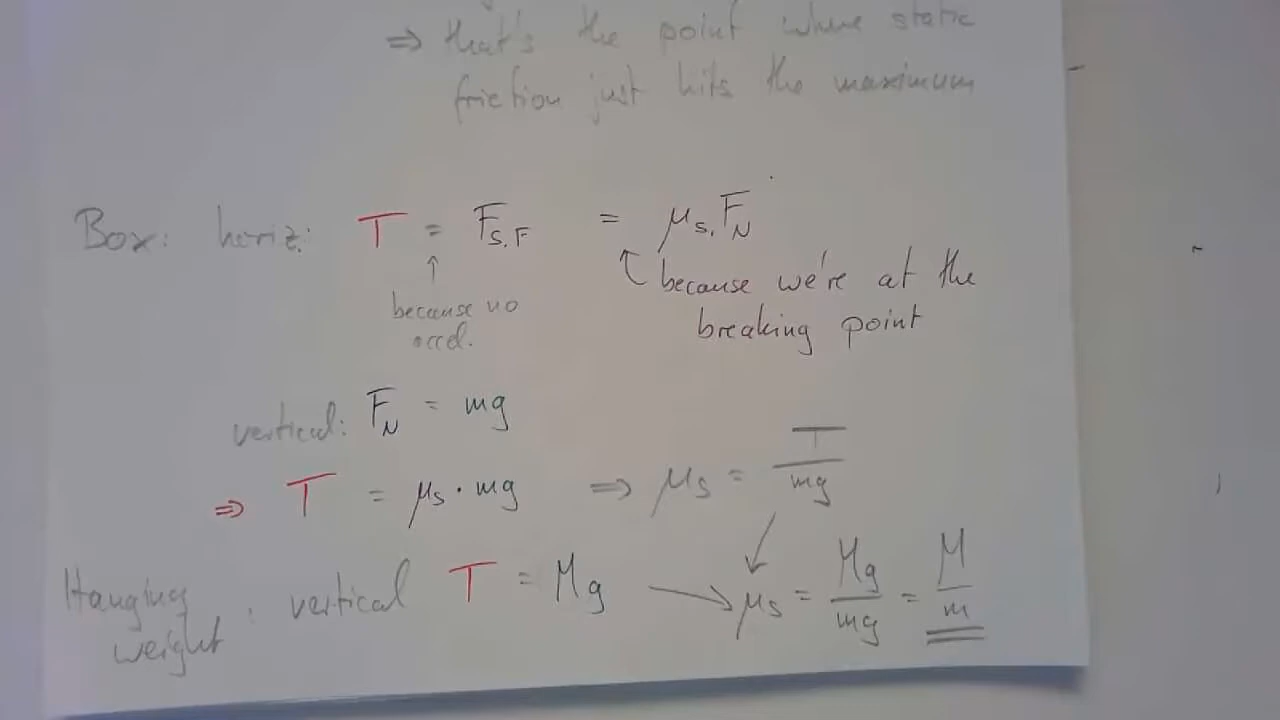 ⇒ that's the point where static
friction just hits the maximum
Box: horiz: T = F_S.F = μ_s. F_N
↑ because no accel.
↑ because we're at the
breaking point
vertical: F_N = mg
⇒ T = μ_s · mg ⇒ μ_s = T/mg
Hanging weight : vertical T = Mg → μ_s = Mg/mg = M/m